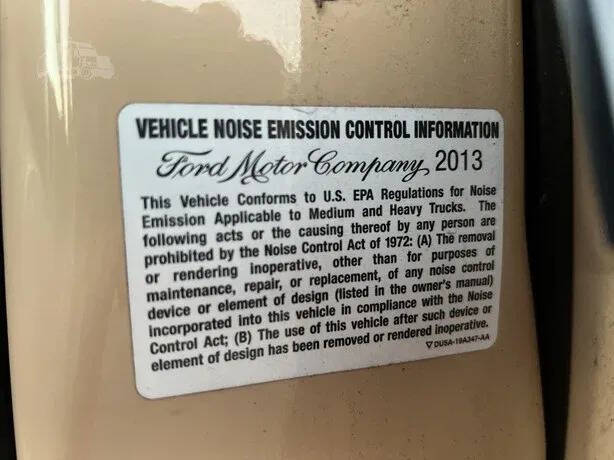 VEHICLE NOISE EMISSION CONTROL INFORMATION
Ford Motor Company 2013
This Vehicle Conforms to U.S. EPA Regulations for Noise
Emission Applicable to Medium and Heavy Trucks. The
following acts or the causing thereof by any person are
prohibited by the Noise Control Act of 1972: (A) The removal
or rendering inoperative, other than for purposes of
maintenance, repair, or replacement, of any noise control
device or element of design (listed in the owner's manual)
incorporated into this vehicle in compliance with the Noise
Control Act; (B) The use of this vehicle after such device or
element of design has been removed or rendered inoperative.
▽ DUSA-19A347-AA